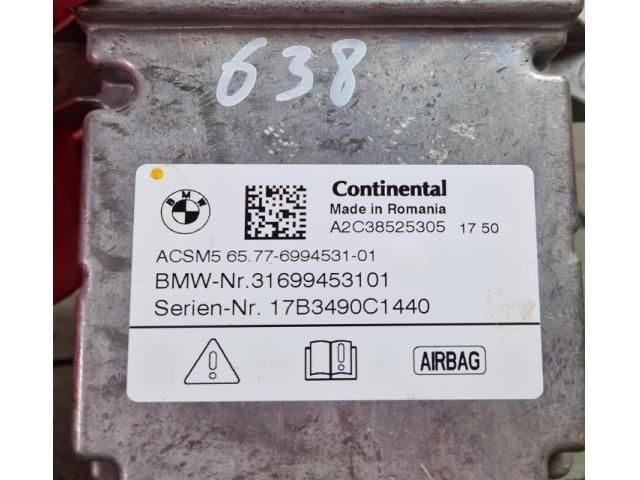 638
BMW
Continental
Made in Romania
A2C38525305 17 50
ACSM5 65.77-6994531-01
BMW-Nr.31699453101
Serien-Nr. 17B3490C1440
AIRBAG